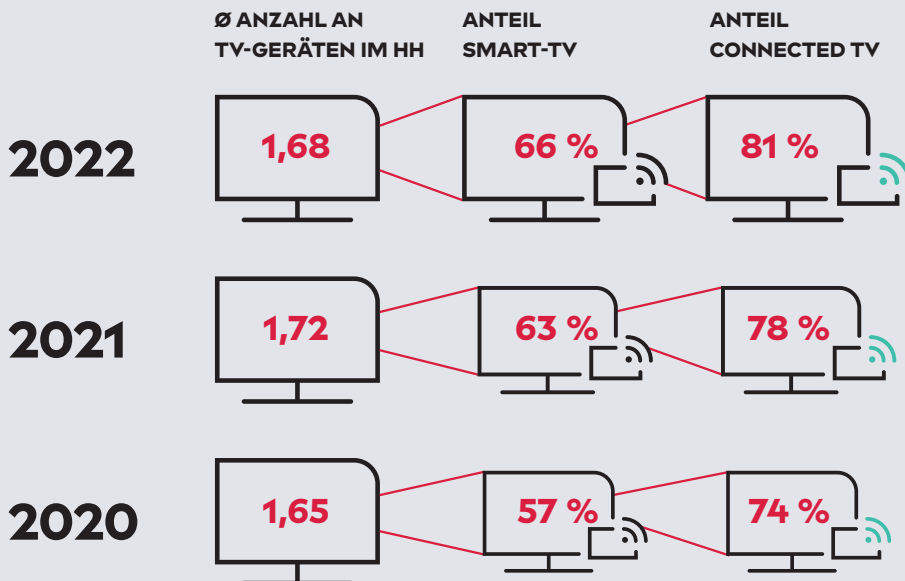 Ø ANZAHL AN
TV-GERÄTEN IM HH
ANTEIL
SMART-TV
ANTEIL
CONNECTED TV
2022
1,68
66 %
81 %
2021
1,72
63 %
78 %
2020
1,65
57 %
74 %